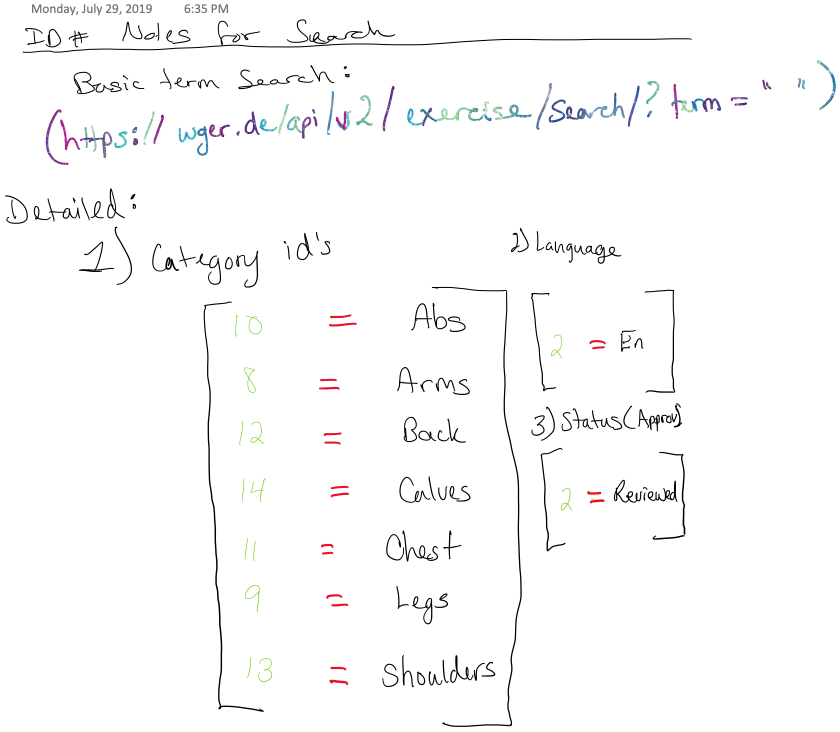 Monday, July 29, 2019 6:35 PM
ID# Notes for Search
Basic term Search:
(https://wger.de/api/v2/exercise/search/?term=" ")
Detailed:
1) Category id's
10 = Abs
8 = Arms
12 = Back
14 = Calves
11 = Chest
9 = Legs
13 = Shoulders
2) Language
2 = En
3) Status (Approv)
2 = Reviewed